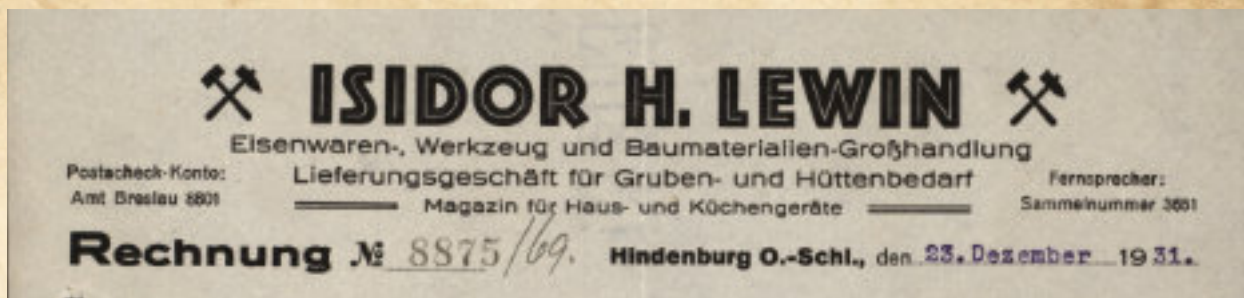 ISIDOR H. LEWIN
Eisenwaren-, Werkzeug und Baumaterialien-Großhandlung
Postscheck-Konto:
Amt Breslau 8801
Lieferungsgeschäft für Gruben- und Hüttenbedarf
Magazin für Haus- und Küchengeräte
Fernsprecher:
Sammelnummer 3651
Rechnung № 8875/69. Hindenburg O.-Schl., den 23. Dezember 1931.